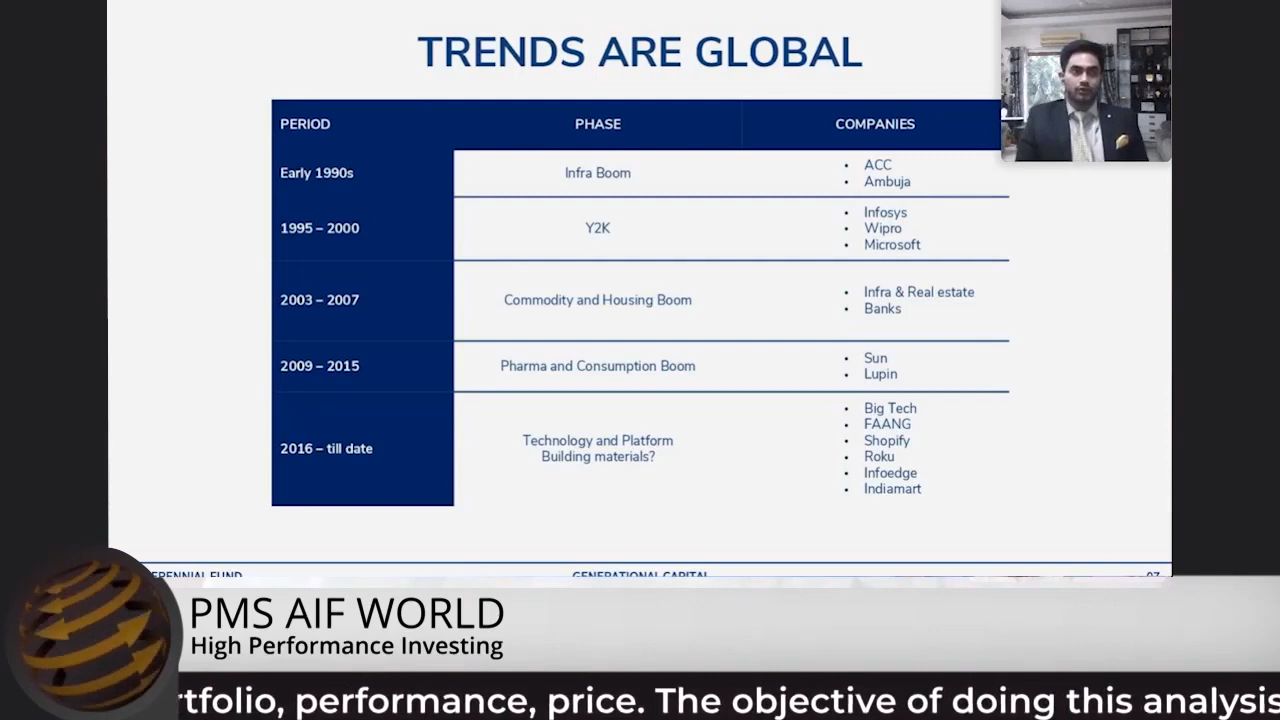 TRENDS ARE GLOBAL
PERIOD PHASE COMPANIES
Early 1990s Infra Boom
• ACC
• Ambuja
1995 – 2000 Y2K
• Infosys
• Wipro
• Microsoft
2003 – 2007 Commodity and Housing Boom
• Infra & Real estate
• Banks
2009 – 2015 Pharma and Consumption Boom
• Sun
• Lupin
2016 – till date
Technology and Platform
Building materials?
• Big Tech
• FAANG
• Shopify
• Roku
• Infoedge
• Indiamart
ERENNIAL FUND GENERATIONAL CAPITAL 07
PMS AIF WORLD
High Performance Investing
rtfolio, performance, price. The objective of doing this analysis